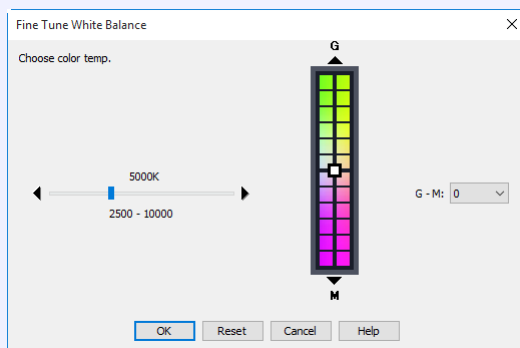 Fine Tune White Balance
Choose color temp.
G
5000K
2500 - 10000
G - M: 0
M
OK Reset Cancel Help